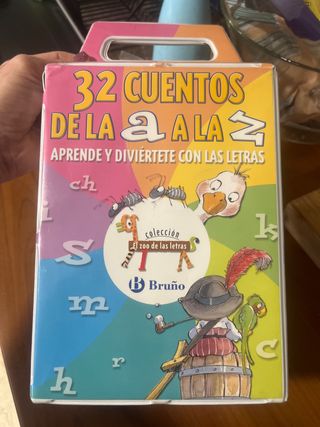 32 CUENTOS
DE LA a A LA z
APRENDE Y DIVIÉRTETE CON LAS LETRAS
ch
i
k
colección
El zoo de las letras
S
B Bruño
m
c
h
r